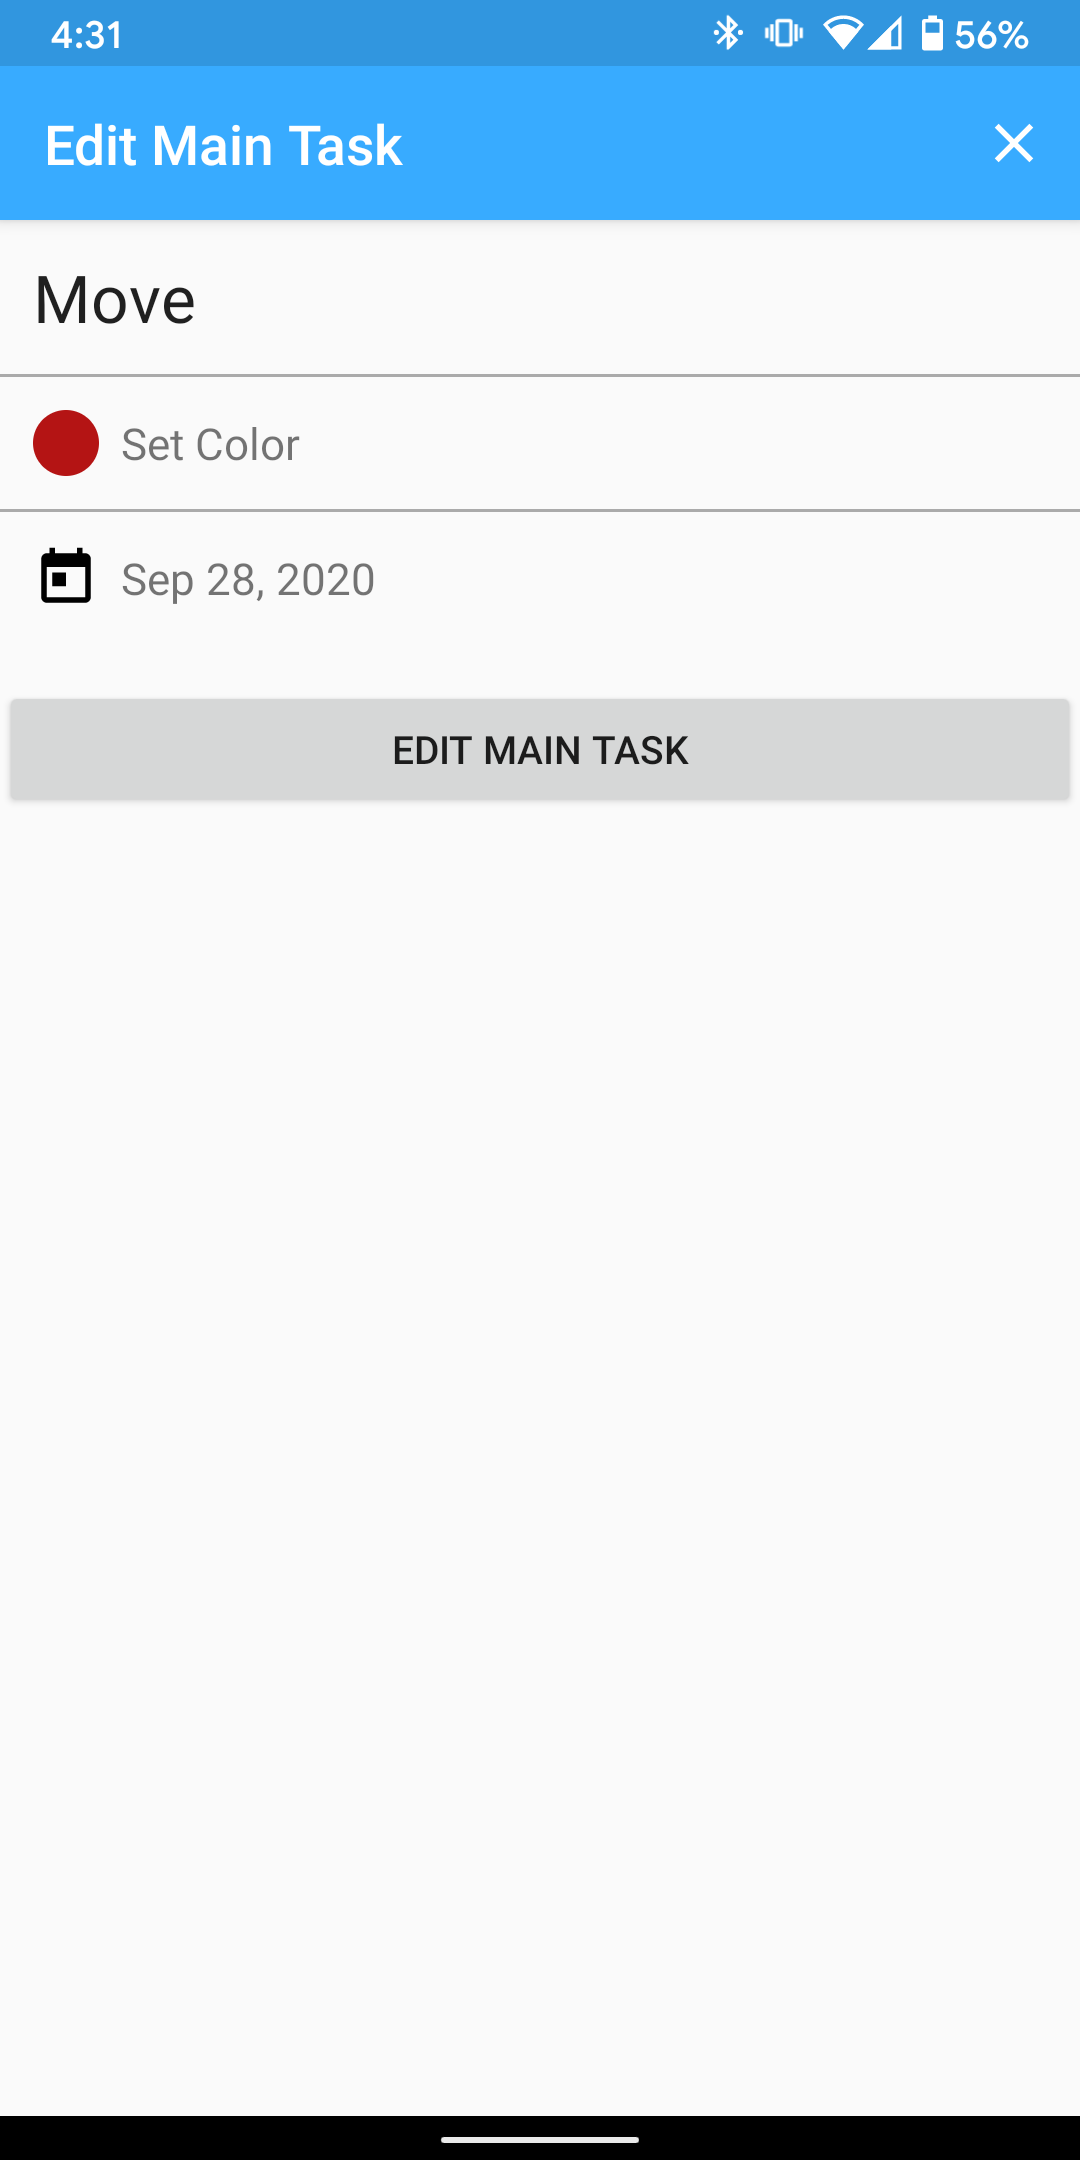 4:31 56%
Edit Main Task
Move
Set Color
Sep 28, 2020
EDIT MAIN TASK